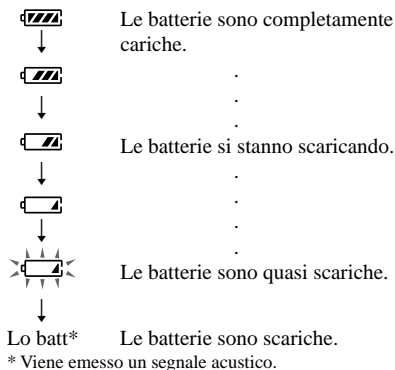 Le batterie sono completamente
cariche.
.
.
.
Le batterie si stanno scaricando.
.
.
.
.
Le batterie sono quasi scariche.
Lo batt* Le batterie sono scariche.
* Viene emesso un segnale acustico.